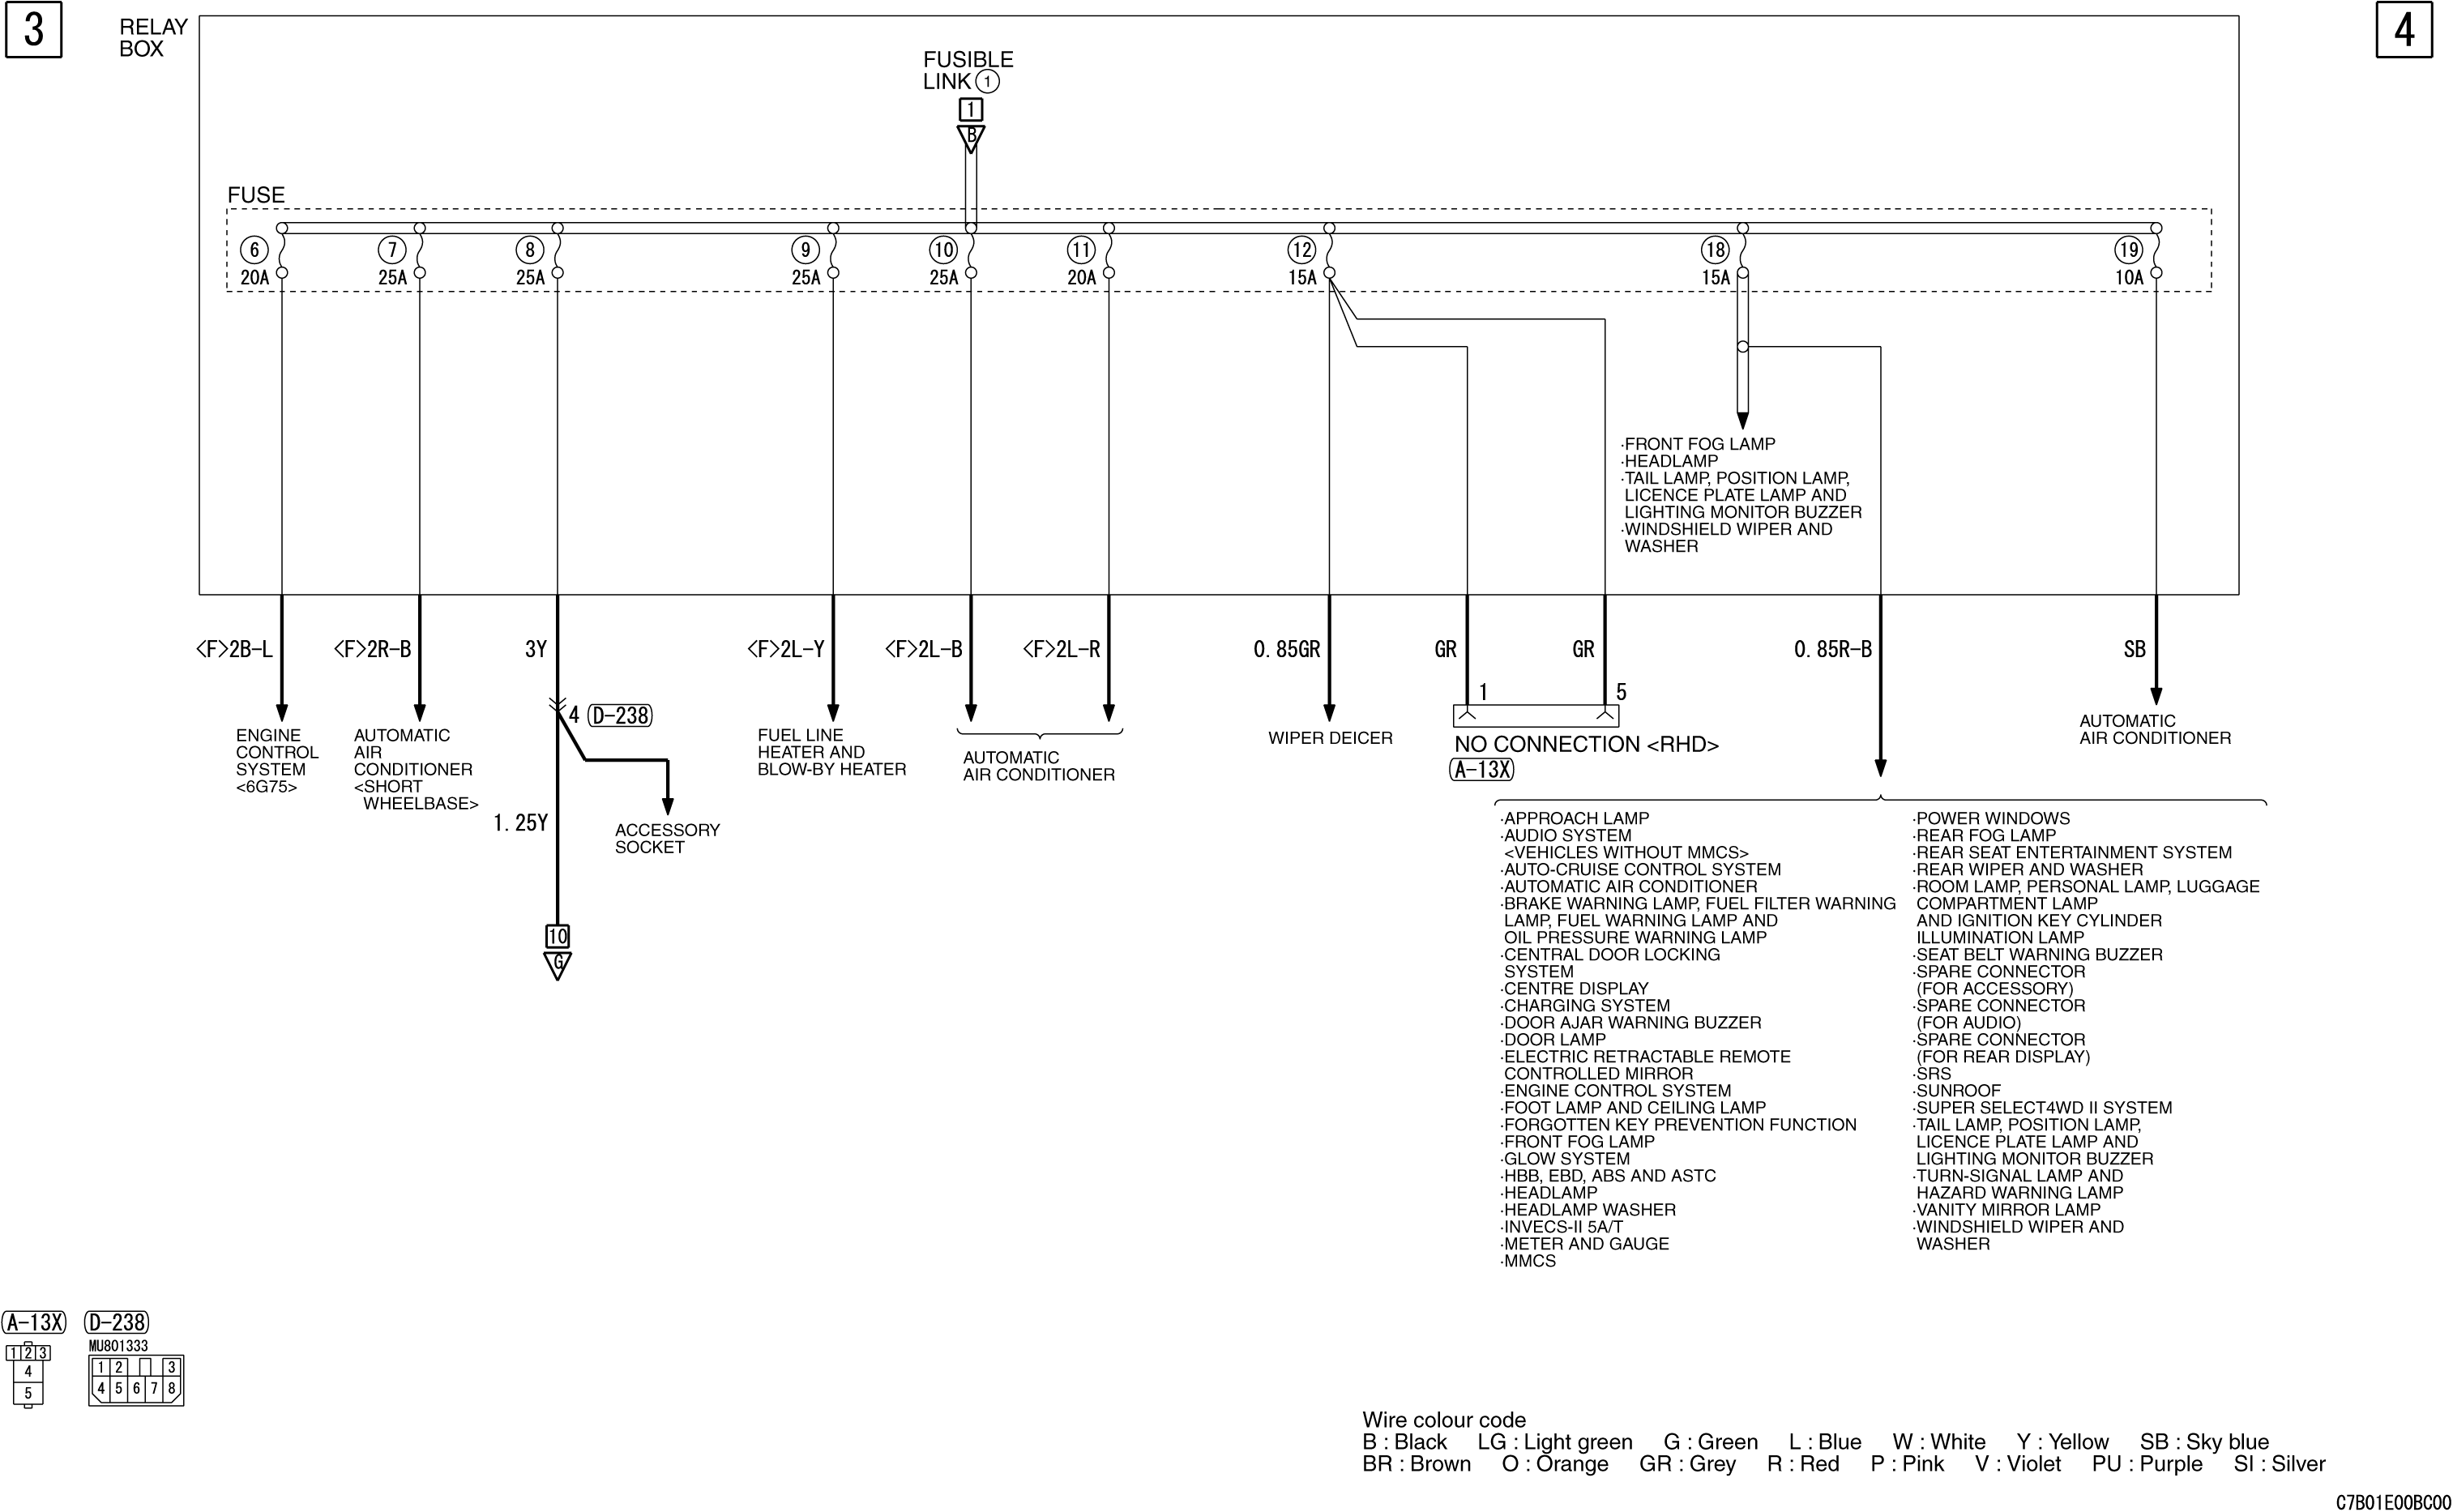 3
4
RELAY
BOX
FUSIBLE
LINK ①
1
B
FUSE
⑥ ⑦ ⑧ ⑨ ⑩ ⑪ ⑫ ⑱ ⑲
20A 25A 25A 25A 25A 20A 15A 15A 10A
·FRONT FOG LAMP
·HEADLAMP
·TAIL LAMP, POSITION LAMP,
LICENCE PLATE LAMP AND
LIGHTING MONITOR BUZZER
·WINDSHIELD WIPER AND
WASHER
<F>2B-L <F>2R-B 3Y <F>2L-Y <F>2L-B <F>2L-R 0.85GR GR GR 0.85R-B SB
1 5
4 (D-238)
ENGINE
CONTROL
SYSTEM
<6G75>
AUTOMATIC
AIR
CONDITIONER
<SHORT
WHEELBASE>
1.25Y
ACCESSORY
SOCKET
10
G
FUEL LINE
HEATER AND
BLOW-BY HEATER
AUTOMATIC
AIR CONDITIONER
WIPER DEICER
NO CONNECTION <RHD>
(A-13X)
AUTOMATIC
AIR CONDITIONER
·APPROACH LAMP
·AUDIO SYSTEM
<VEHICLES WITHOUT MMCS>
·AUTO-CRUISE CONTROL SYSTEM
·AUTOMATIC AIR CONDITIONER
·BRAKE WARNING LAMP, FUEL FILTER WARNING
LAMP, FUEL WARNING LAMP AND
OIL PRESSURE WARNING LAMP
·CENTRAL DOOR LOCKING
SYSTEM
·CENTRE DISPLAY
·CHARGING SYSTEM
·DOOR AJAR WARNING BUZZER
·DOOR LAMP
·ELECTRIC RETRACTABLE REMOTE
CONTROLLED MIRROR
·ENGINE CONTROL SYSTEM
·FOOT LAMP AND CEILING LAMP
·FORGOTTEN KEY PREVENTION FUNCTION
·FRONT FOG LAMP
·GLOW SYSTEM
·HBB, EBD, ABS AND ASTC
·HEADLAMP
·HEADLAMP WASHER
·INVECS-II 5A/T
·METER AND GAUGE
·MMCS
·POWER WINDOWS
·REAR FOG LAMP
·REAR SEAT ENTERTAINMENT SYSTEM
·REAR WIPER AND WASHER
·ROOM LAMP, PERSONAL LAMP, LUGGAGE
COMPARTMENT LAMP
AND IGNITION KEY CYLINDER
ILLUMINATION LAMP
·SEAT BELT WARNING BUZZER
·SPARE CONNECTOR
(FOR ACCESSORY)
·SPARE CONNECTOR
(FOR AUDIO)
·SPARE CONNECTOR
(FOR REAR DISPLAY)
·SRS
·SUNROOF
·SUPER SELECT4WD II SYSTEM
·TAIL LAMP, POSITION LAMP,
LICENCE PLATE LAMP AND
LIGHTING MONITOR BUZZER
·TURN-SIGNAL LAMP AND
HAZARD WARNING LAMP
·VANITY MIRROR LAMP
·WINDSHIELD WIPER AND
WASHER
(A-13X)
1 2 3
4
5
(D-238)
MU801333
1 2 3
4 5 6 7 8
Wire colour code
B : Black LG : Light green G : Green L : Blue W : White Y : Yellow SB : Sky blue
BR : Brown O : Orange GR : Grey R : Red P : Pink V : Violet PU : Purple SI : Silver
C7B01E00BC00